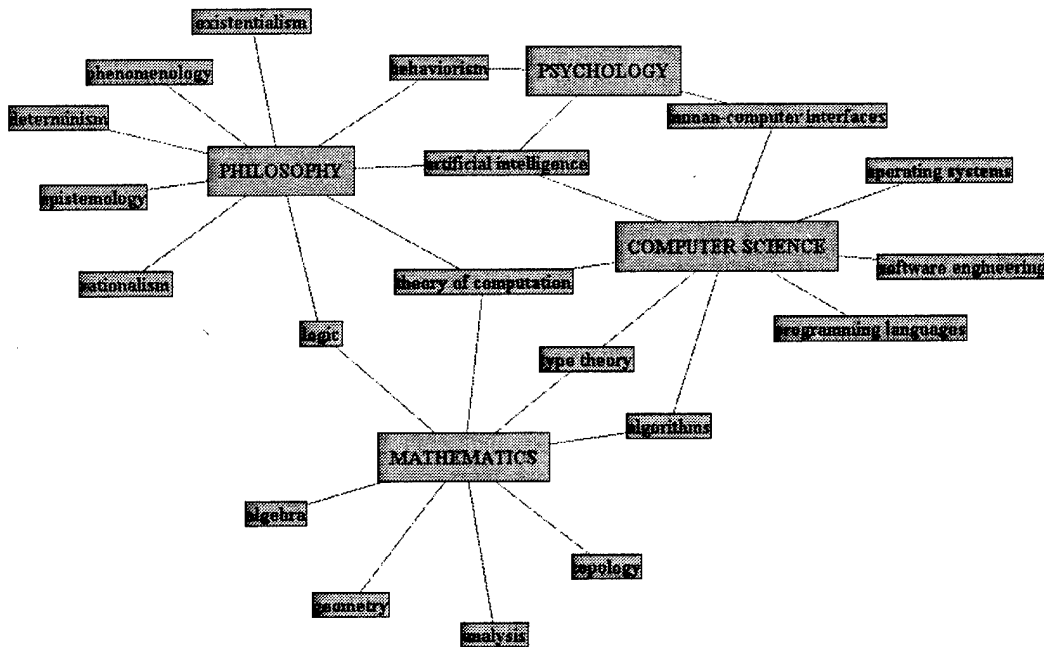 existentialism
phenomenology
behaviorism
PSYCHOLOGY
determinism
human-computer interfaces
PHILOSOPHY
artificial intelligence
operating systems
epistemology
COMPUTER SCIENCE
software engineering
rationalism
theory of computation
programming languages
logic
type theory
algorithms
MATHEMATICS
algebra
topology
geometry
analysis